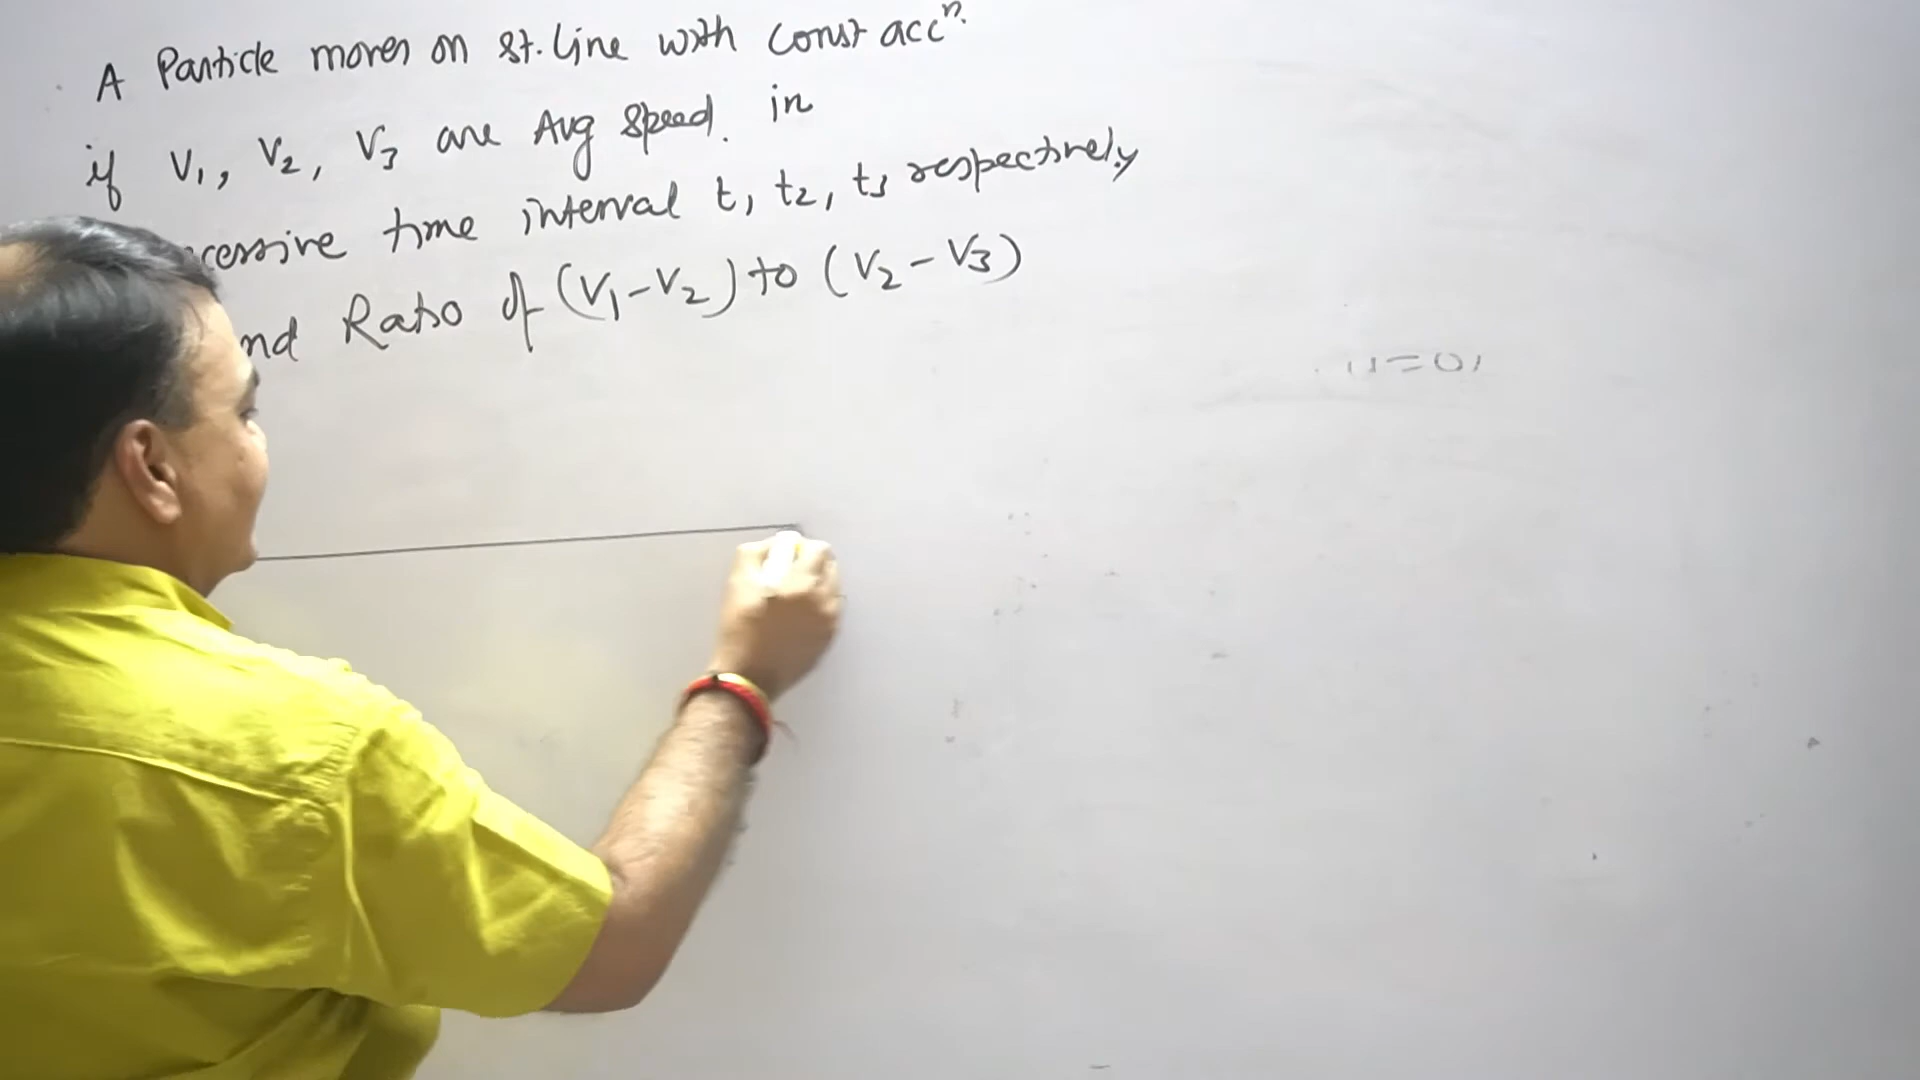 A Particle moves on st. line with const accⁿ.
if V₁, V₂, V₃ are Avg speed. in
cessive time interval t₁ t₂, t₃ respectively
nd Ratio of (V₁-V₂) to (V₂-V₃)
u=0,